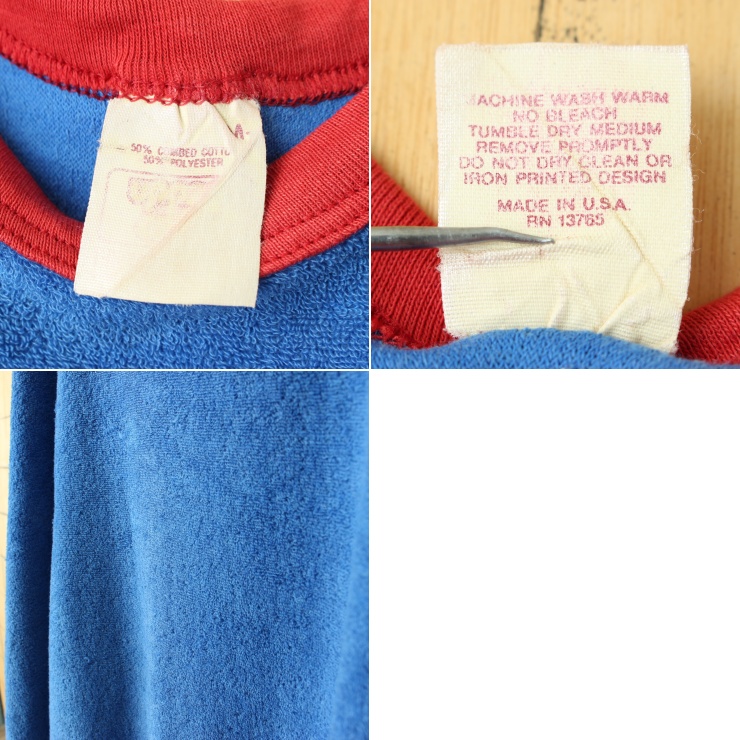 50% COMBED COTTO
50% POLYESTER
MACHINE WASH WARM
NO BLEACH
TUMBLE DRY MEDIUM
REMOVE PROMPTLY
DO NOT DRY CLEAN OR
IRON PRINTED DESIGN
MADE IN U.S.A.
RN 13765